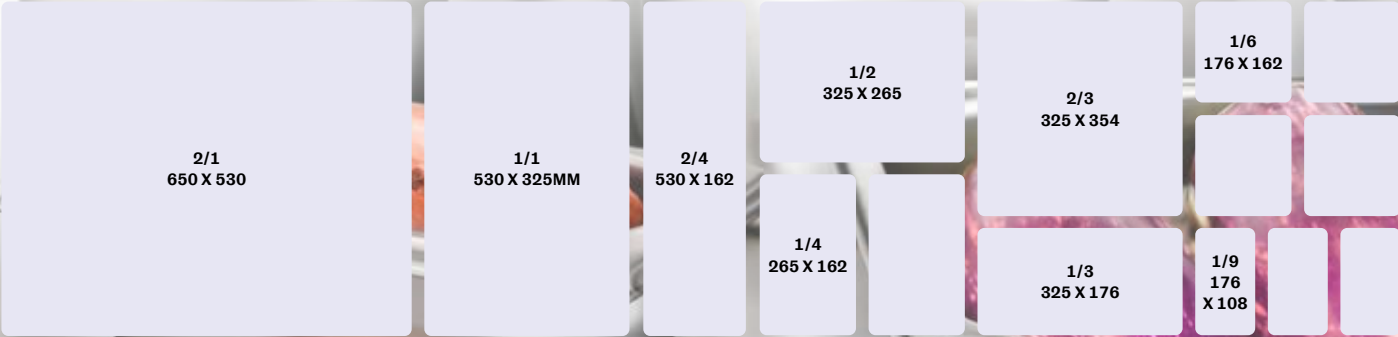 2/1
650 X 530
1/1
530 X 325MM
2/4
530 X 162
1/2
325 X 265
1/4
265 X 162
2/3
325 X 354
1/3
325 X 176
1/6
176 X 162
1/9
176
X 108